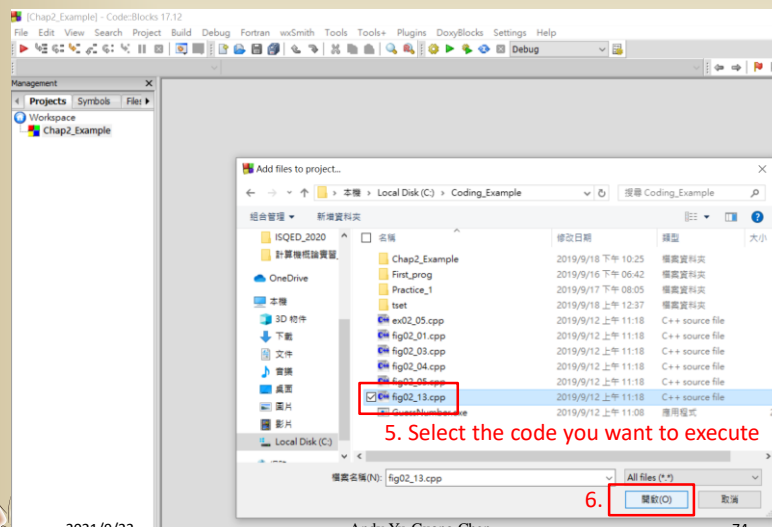 [Chap2_Example] - Code::Blocks 17.12
File Edit View Search Project Build Debug Fortran wxSmith Tools Tools+ Plugins DoxyBlocks Settings Help
Debug
Management
Projects Symbols Files
Workspace
Chap2_Example
Add files to project...
本機 › Local Disk (C:) › Coding_Example
搜尋 Coding_Example
組合管理 新增資料夾
名稱 修改日期 類型 大小
ISQED_2020
計算機概論實習_
OneDrive
本機
3D 物件
下載
文件
音樂
桌面
圖片
影片
Local Disk (C:)
Chap2_Example 2019/9/18 下午 10:25 檔案資料夾
First_prog 2019/9/16 下午 06:42 檔案資料夾
Practice_1 2019/9/17 下午 08:05 檔案資料夾
tset 2019/9/18 上午 12:37 檔案資料夾
ex02_05.cpp 2019/9/12 上午 11:18 C++ source file
fig02_01.cpp 2019/9/12 上午 11:18 C++ source file
fig02_03.cpp 2019/9/12 上午 11:18 C++ source file
fig02_04.cpp 2019/9/12 上午 11:18 C++ source file
fig02_05.cpp 2019/9/12 上午 11:18 C++ source file
fig02_13.cpp 2019/9/12 上午 11:18 C++ source file
GuessNumber.exe 2019/9/12 上午 11:08 應用程式
5. Select the code you want to execute
檔案名稱(N): fig02_13.cpp All files (*.*)
6. 開啟(O) 取消
74